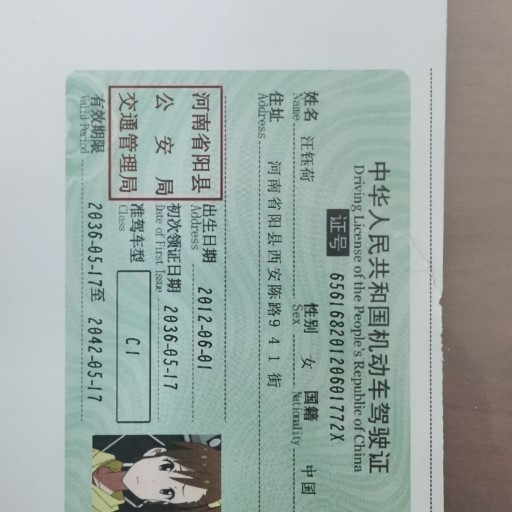 中华人民共和国机动车驾驶证
Driving License of the People's Republic of China
证号 65616820120601772X
姓名 汪钰荷 性别 女 国籍 中国
Name Sex Nationality
住址 河南省阳县西安陈路941街
Address
河南省阳县
公安局
交通管理局
出生日期 2012-06-01
Address
初次领证日期 2036-05-17
Date of First Issue
准驾车型 C1
Class
有效期限 2036-05-17至 2042-05-17
Valid Period